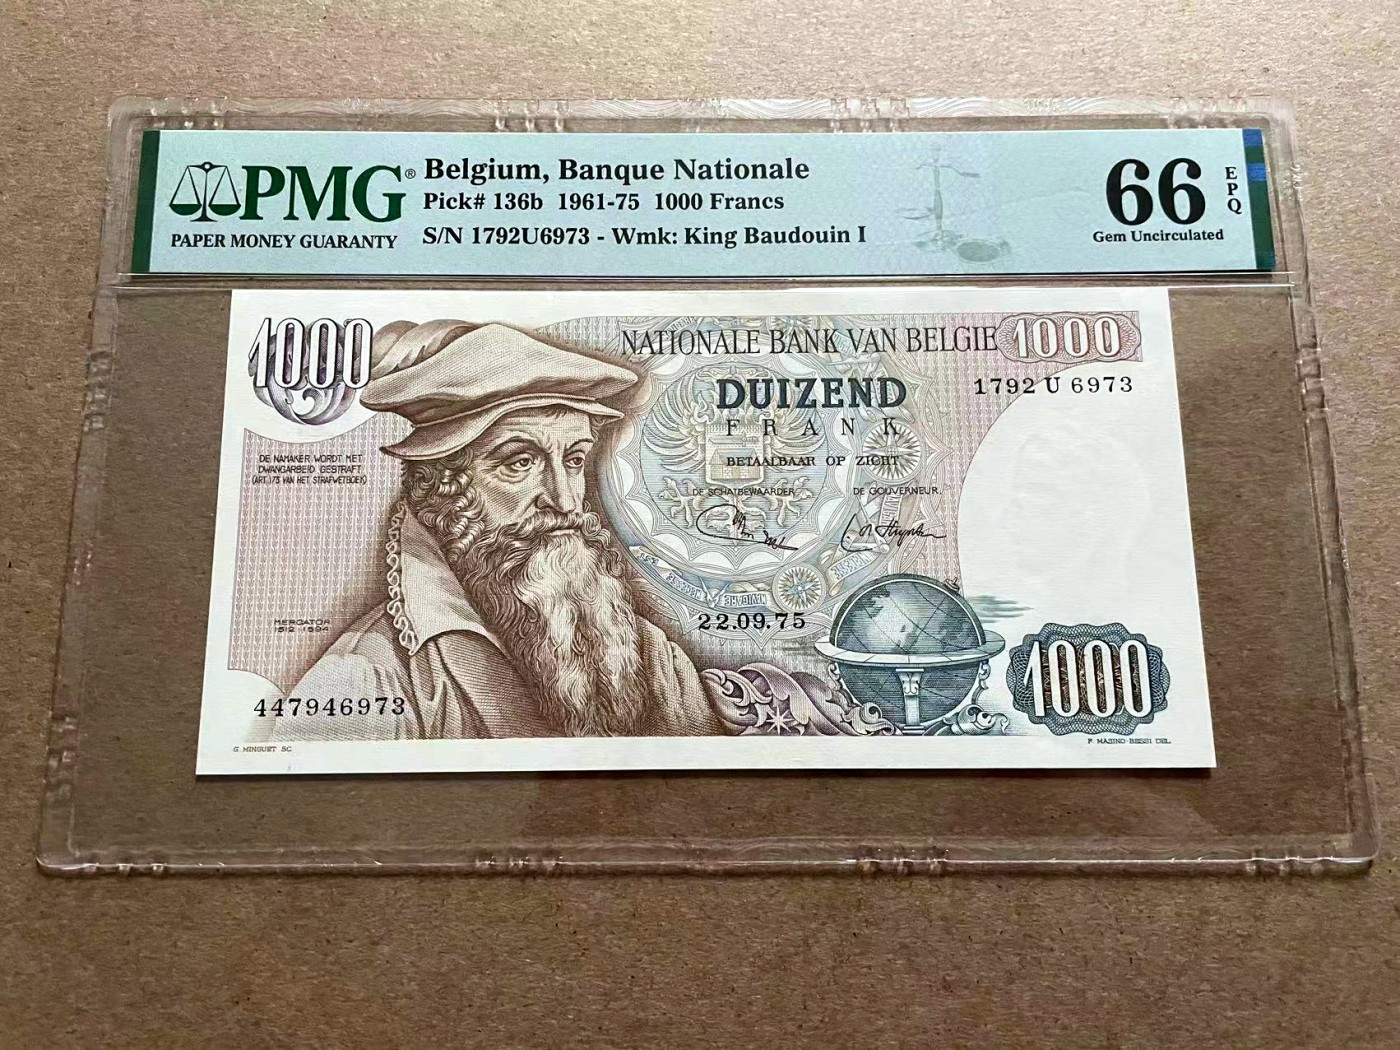 PMG®
PAPER MONEY GUARANTY
Belgium, Banque Nationale
Pick# 136b 1961-75 1000 Francs
S/N 1792U6973 - Wmk: King Baudouin I
66
EPQ
Gem Uncirculated
1000
NATIONALE BANK VAN BELGIE
1000
DUIZEND
FRANK
1792 U 6973
BETAALBAAR OP ZICHT
DE NAMAKER WORDT MET
DWANGARBEID GESTRAFT
(ART. 173 VAN HET STRAFWETBOEK)
DE SCHATBEWAARDER
DE GOUVERNEUR.
MERCATOR
1512-1594
22.09.75
447946973
1000
G. MINGUET SC
F. MASINO-BESSI DEL.